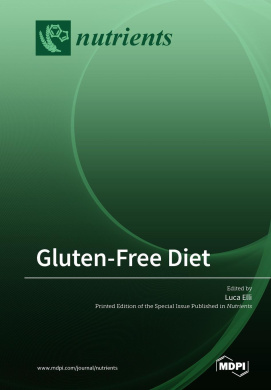 nutrients
Gluten-Free Diet
Edited by
Luca Elli
Printed Edition of the Special Issue Published in Nutrients
www.mdpi.com/journal/nutrients
MDPI